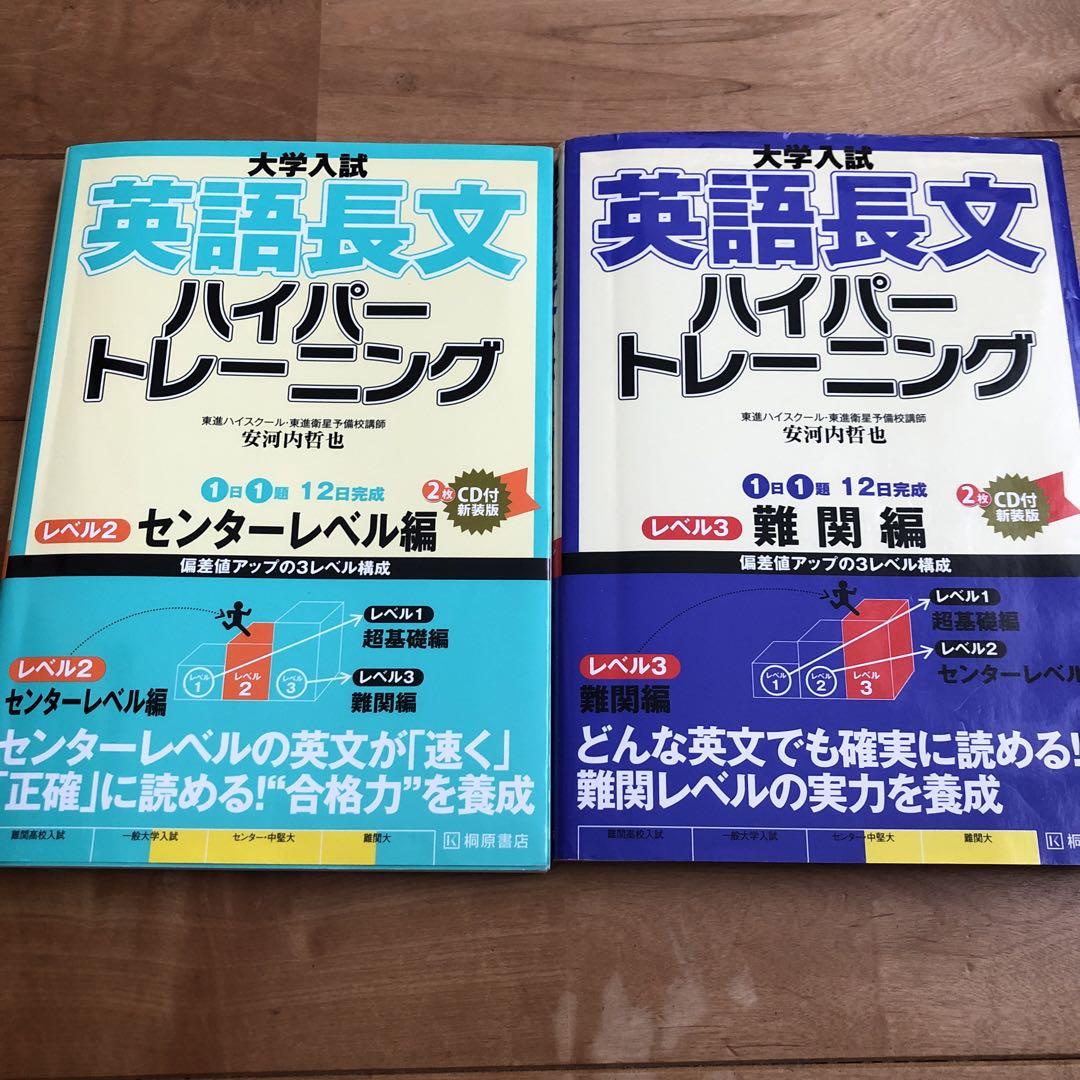 大学入試
英語長文
ハイパー
トレーニング
東進ハイスクール・東進衛星予備校講師
安河内哲也
1日1題 12日完成
2枚 CD付
新装版
レベル2 センターレベル編
偏差値アップの3レベル構成
レベル1
超基礎編
レベル2
センターレベル編
レベル1
レベル2
レベル3
レベル3
難関編
センターレベルの英文が「速く」
「正確」に読める!“合格力”を養成
難関高校入試 一般大学入試 センター・中堅大 難関大
K 桐原書店
大学入試
英語長文
ハイパー
トレーニング
東進ハイスクール・東進衛星予備校講師
安河内哲也
1日1題 12日完成
2枚 CD付
新装版
レベル3 難関編
偏差値アップの3レベル構成
レベル1
超基礎編
レベル2
センターレベル
レベル3
難関編
レベル1
レベル2
レベル3
どんな英文でも確実に読める!
難関レベルの実力を養成
難関高校入試 一般大学入試 センター・中堅大 難関大
K 桐